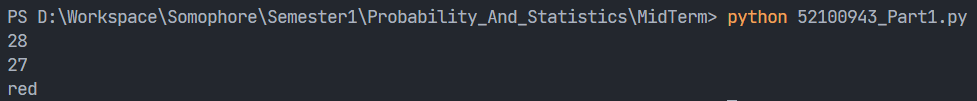 PS D:\Workspace\Somophore\Semester1\Probability_And_Statistics\MidTerm> python 52100943_Part1.py
28
27
red